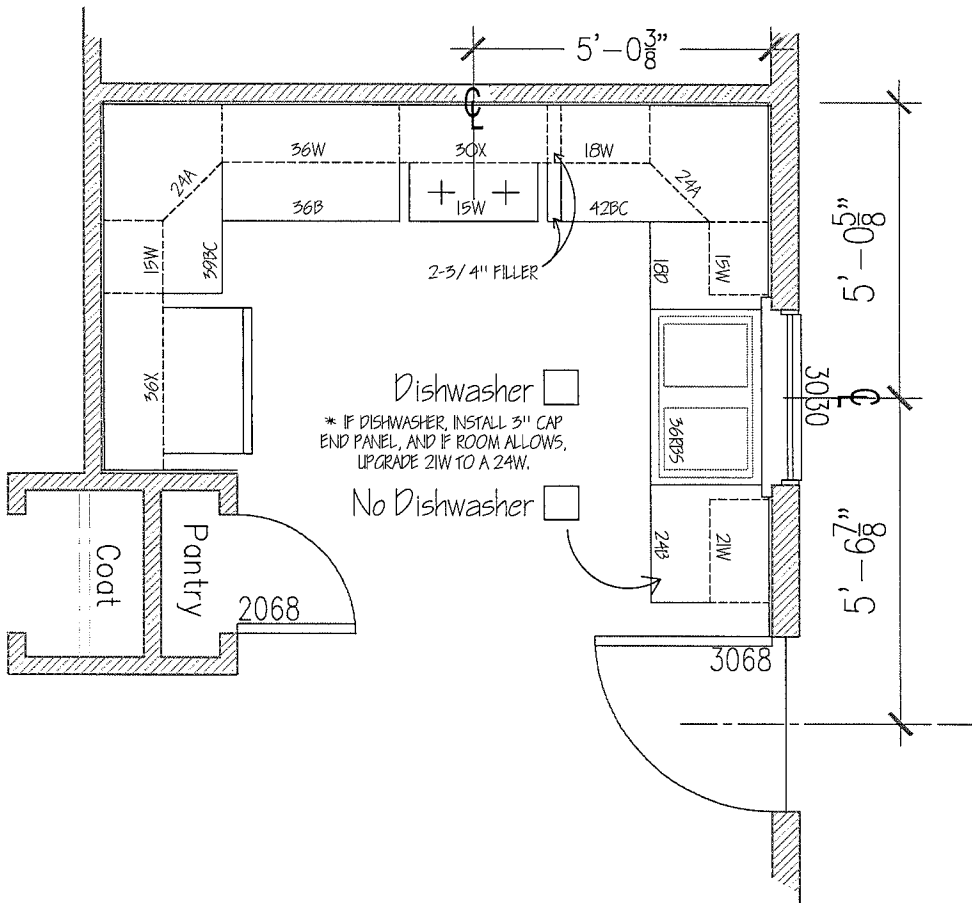 5'-0 3/8"
C
L
36W
30X
18W
24A
24A
36B
15W
42BC
15W
39BC
18D
15W
2-3/4" FILLER
5'-0 5/8"
36X
Dishwasher
* IF DISHWASHER, INSTALL 3" CAP
END PANEL, AND IF ROOM ALLOWS,
UPGRADE 21W TO A 24W.
No Dishwasher
36RBS
3030
C
L
24B
21W
5'-6 7/8"
Coat
Pantry
2068
3068